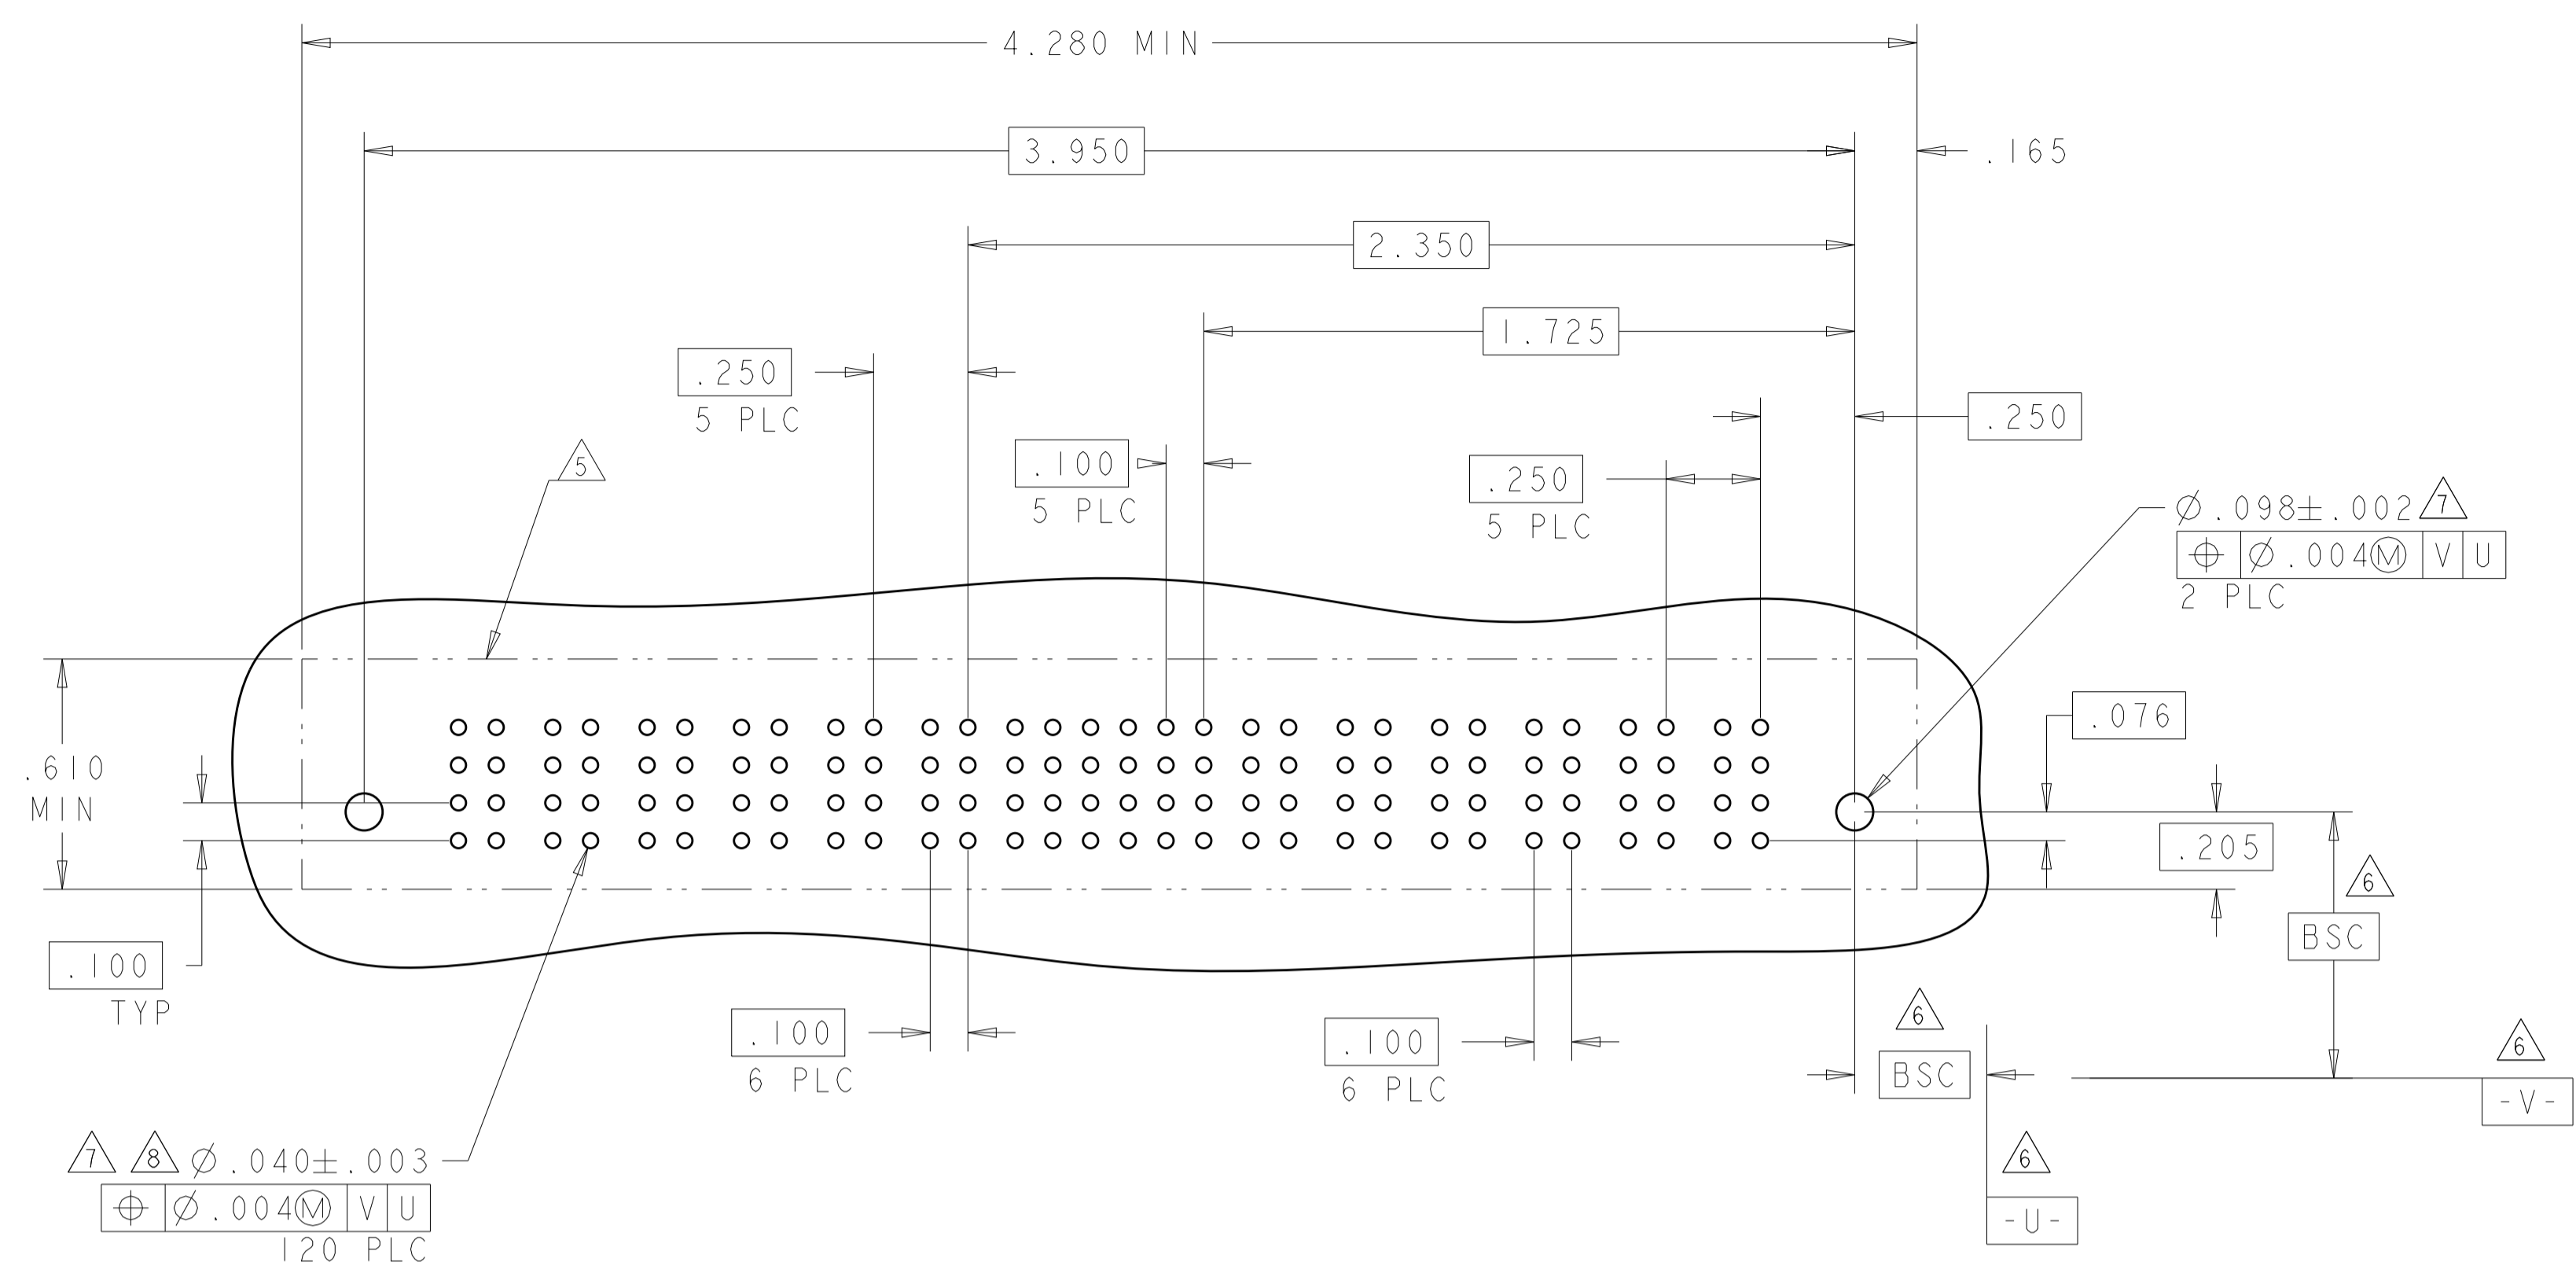 4.280 MIN
3.950
.165
2.350
1.725
.250
5 PLC
.250
.100
5 PLC
.250
5 PLC
5
Ø.098±.002 7
⌖ Ø.004Ⓜ V U
2 PLC
.076
.610
MIN
.205
6
BSC
.100
TYP
.100
6 PLC
.100
6 PLC
6
BSC
6
-V-
7 8 Ø.040±.003
⌖ Ø.004Ⓜ V U
120 PLC
6
-U-